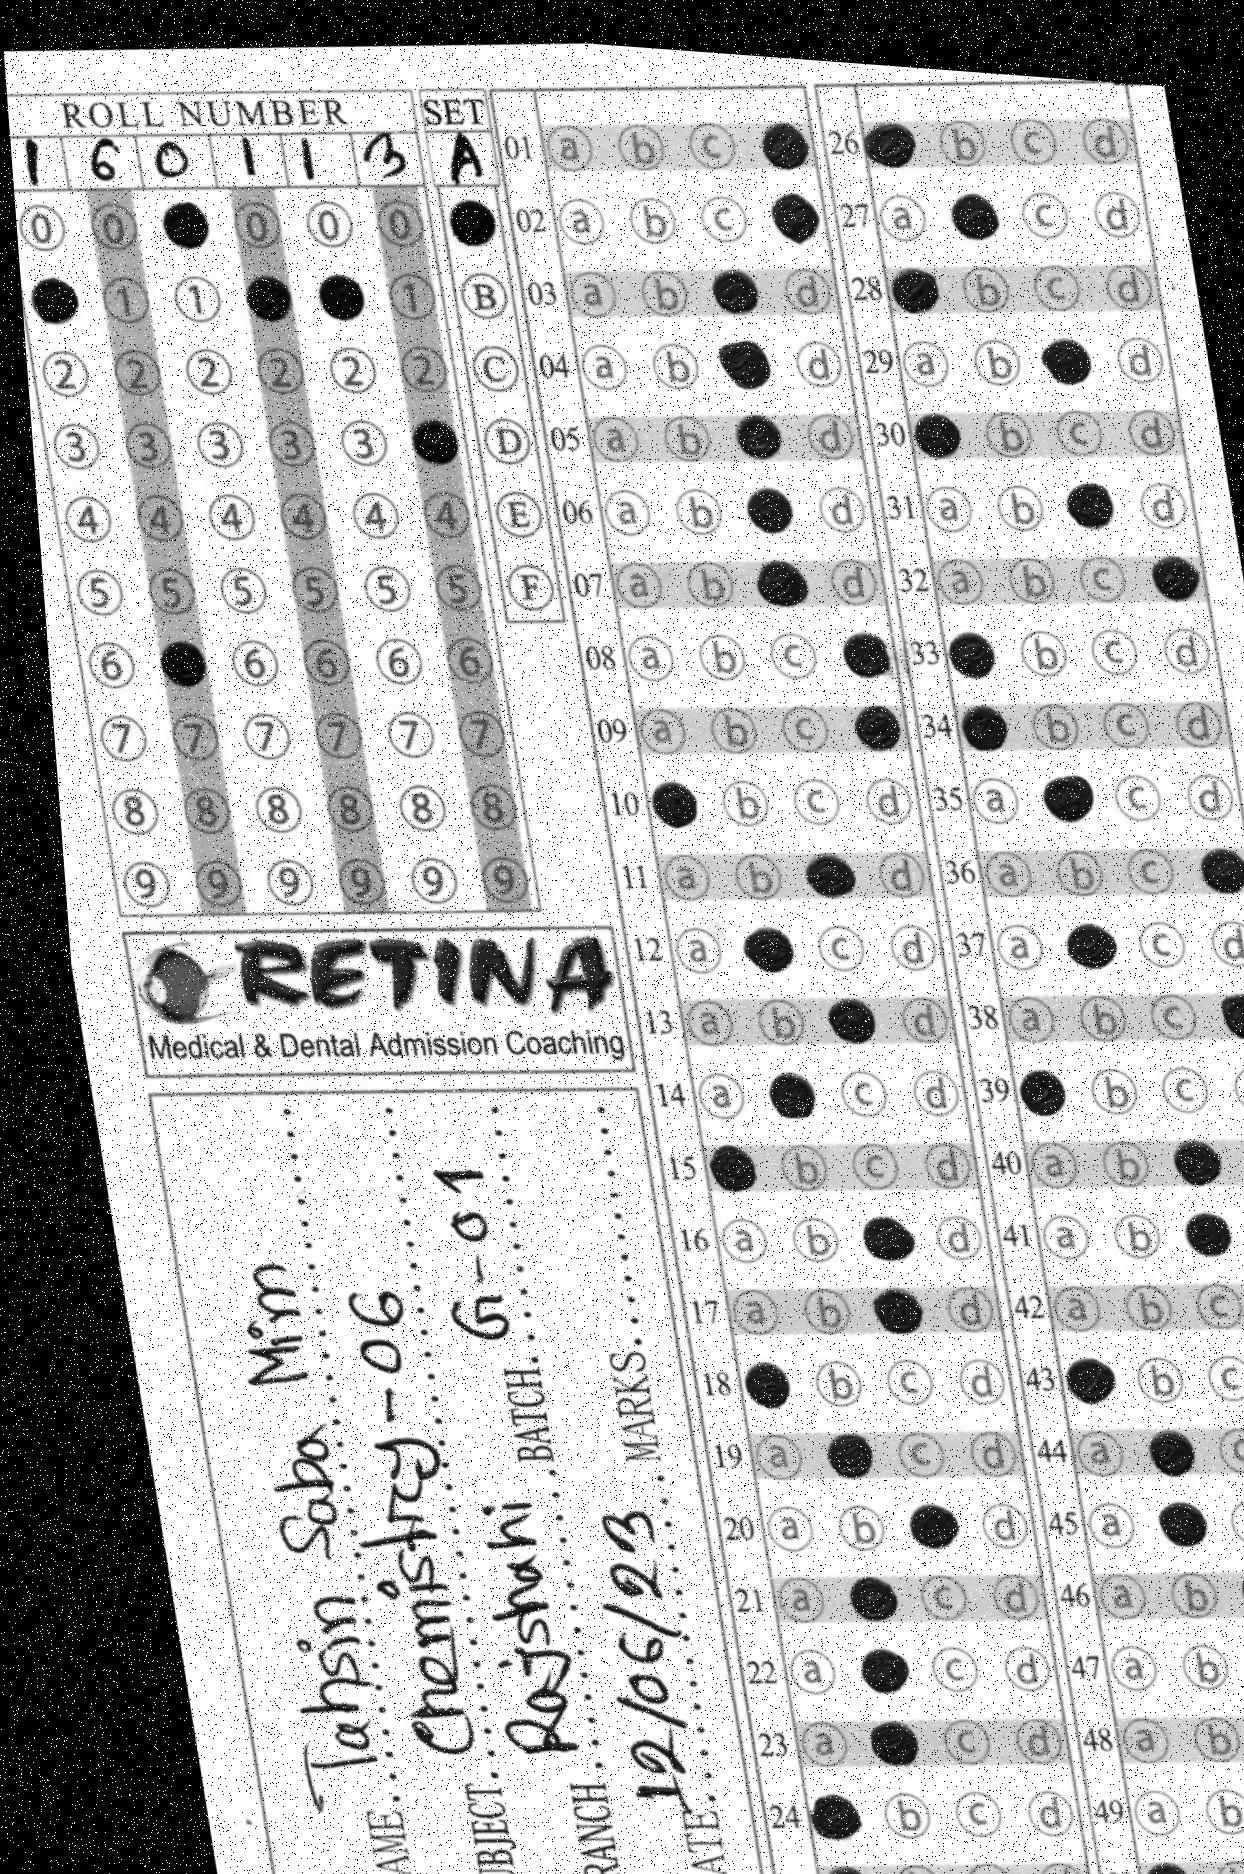 ROLL NUMBER SET
1 6 0 1 1 3 A
0 0 0 0 0 B
1 1 1 C
2 2 2 2 2 2 D
3 3 3 3 3 E
4 4 4 4 4 4 F
5 5 5 5 5 5
6 6 6 6 6
7 7 7 7 7 7
8 8 8 8 8 8
9 9 9 9 9 9
RETINA
Medical & Dental Admission Coaching
Tahsin Saba Mim
AME
Chemistry-06
BJECT
Rajshahi
RANCH
BATCH G-01
12/06/23
ATE
MARKS
01 a b c
02 a b c
03 a b d
04 a b d
05 a b d
06 a b d
07 a b d
08 a b c
09 a b c
10 b c d
11 a b d
12 a c d
13 a b d
14 a c d
15 b c d
16 a b d
17 a b d
18 b c d
19 a c d
20 a b d
21 a c d
22 a c d
23 a c d
24 b c d
26 b c d
27 a c d
28 b c d
29 a b d
30 b c d
31 a b d
32 a b c
33 b c d
34 b c d
35 a c d
36 a b c
37 a c d
38 a b c
39 b c
40 a b
41 a b
42 a b c
43 b c
44 a c
45 a
46 a b
47 a b
48 a b
49 a b